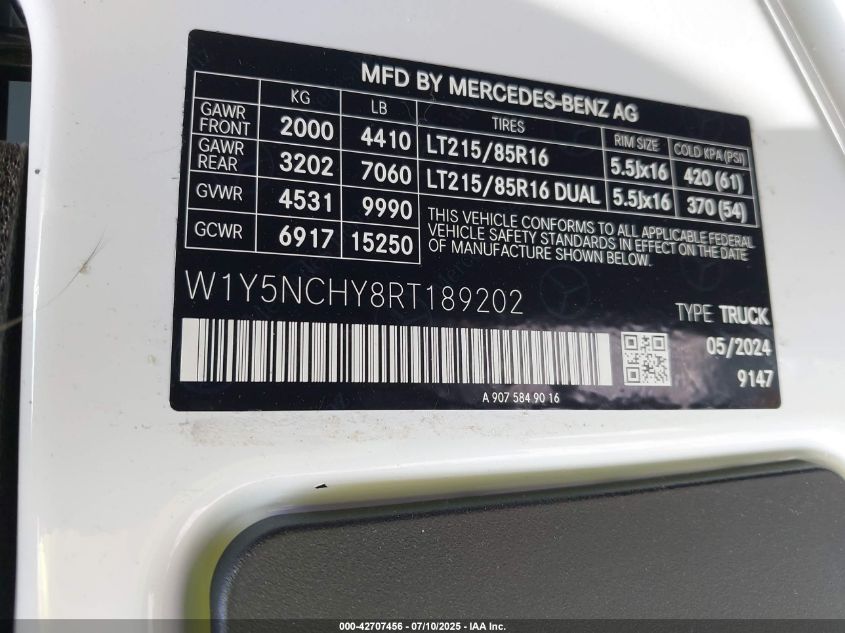 MFD BY MERCEDES-BENZ AG
KG LB TIRES RIM SIZE COLD KPA (PSI)
GAWR FRONT 2000 4410 LT215/85R16 5.5Jx16 420 (61)
GAWR REAR 3202 7060 LT215/85R16 DUAL 5.5Jx16 370 (54)
GVWR 4531 9990
GCWR 6917 15250
THIS VEHICLE CONFORMS TO ALL APPLICABLE FEDERAL
VEHICLE SAFETY STANDARDS IN EFFECT ON THE DATE
OF MANUFACTURE SHOWN BELOW.
W1Y5NCHY8RT189202
TYPE TRUCK
05/2024
9147
A 907 584 90 16
000-42707456 - 07/10/2025 - IAA Inc.